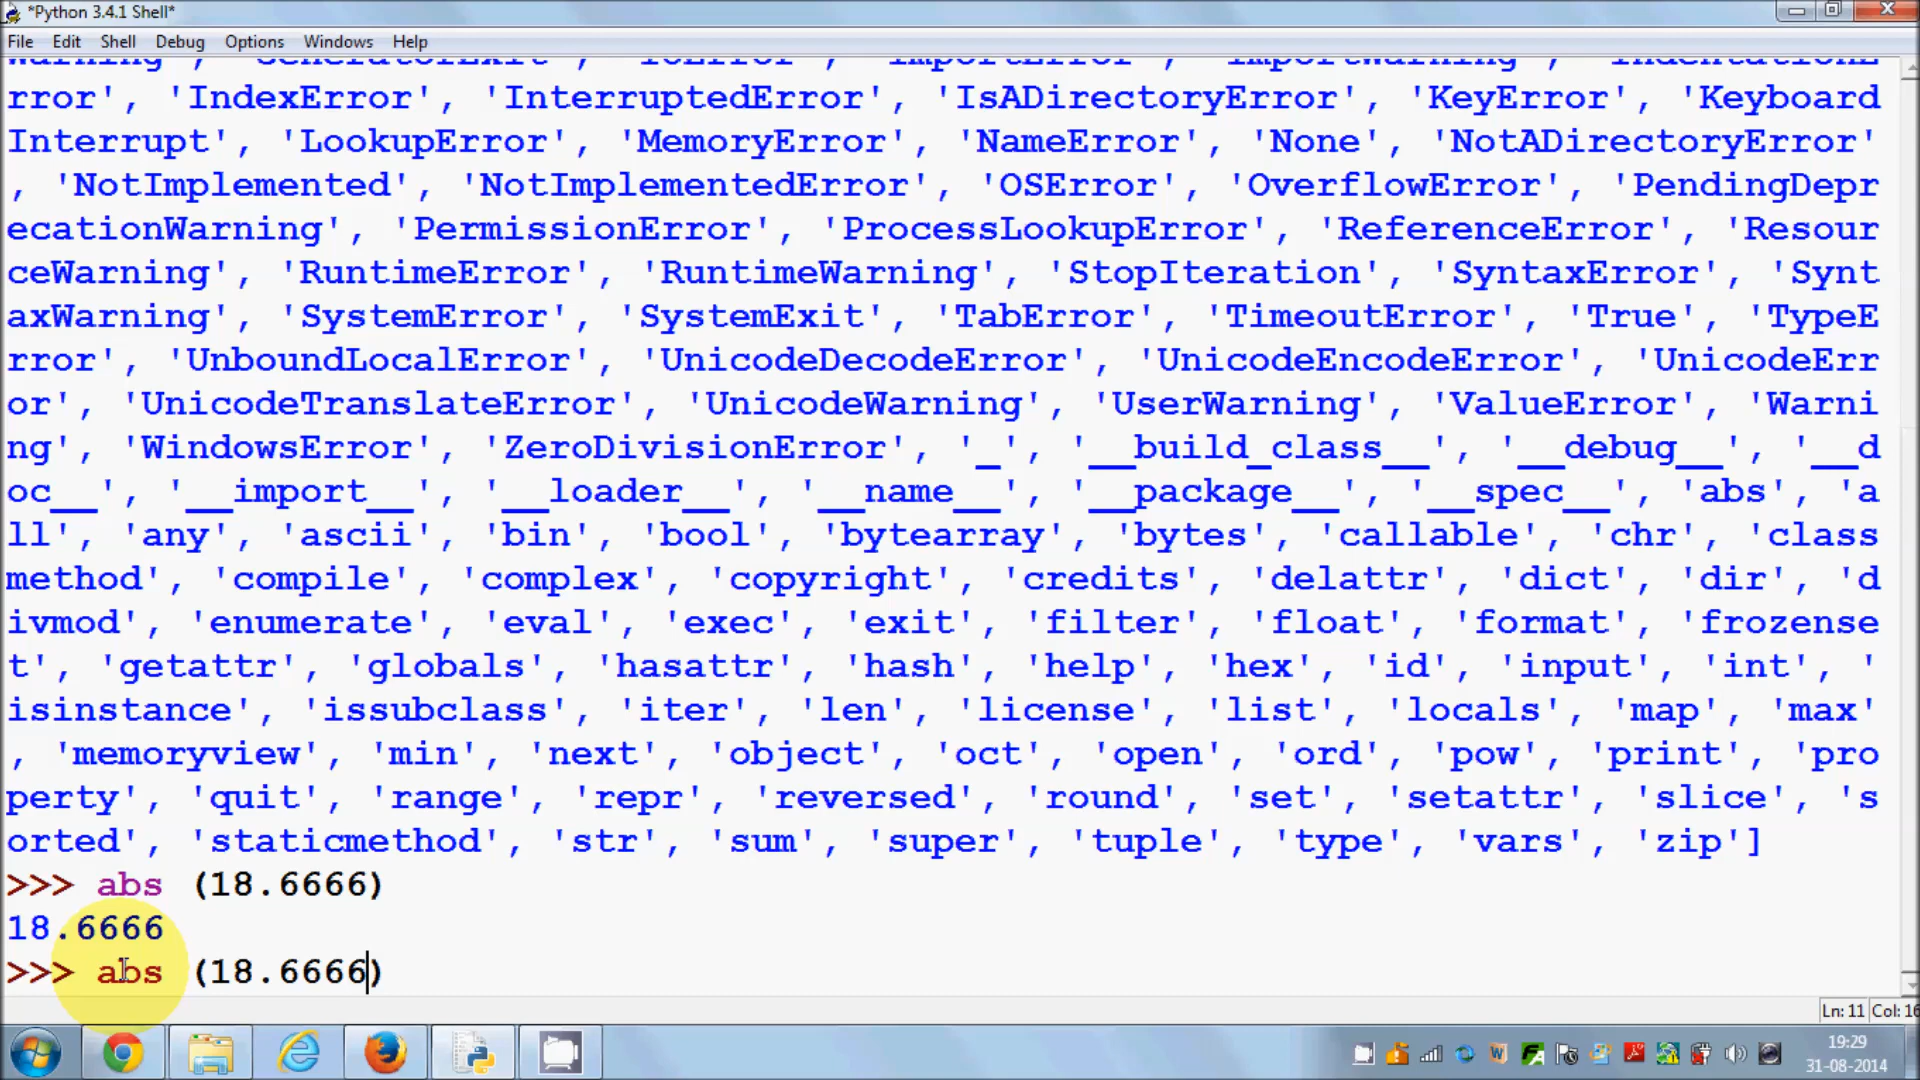 *Python 3.4.1 Shell*
File Edit Shell Debug Options Windows Help
Warning', 'GeneratorExit', 'IOError', 'ImportError', 'ImportWarning', 'IndentationE
rror', 'IndexError', 'InterruptedError', 'IsADirectoryError', 'KeyError', 'Keyboard
Interrupt', 'LookupError', 'MemoryError', 'NameError', 'None', 'NotADirectoryError'
, 'NotImplemented', 'NotImplementedError', 'OSError', 'OverflowError', 'PendingDepr
ecationWarning', 'PermissionError', 'ProcessLookupError', 'ReferenceError', 'Resour
ceWarning', 'RuntimeError', 'RuntimeWarning', 'StopIteration', 'SyntaxError', 'Synt
axWarning', 'SystemError', 'SystemExit', 'TabError', 'TimeoutError', 'True', 'TypeE
rror', 'UnboundLocalError', 'UnicodeDecodeError', 'UnicodeEncodeError', 'UnicodeErr
or', 'UnicodeTranslateError', 'UnicodeWarning', 'UserWarning', 'ValueError', 'Warni
ng', 'WindowsError', 'ZeroDivisionError', '_', '__build_class__', '__debug__', '__d
oc__', '__import__', '__loader__', '__name__', '__package__', '__spec__', 'abs', 'a
ll', 'any', 'ascii', 'bin', 'bool', 'bytearray', 'bytes', 'callable', 'chr', 'class
method', 'compile', 'complex', 'copyright', 'credits', 'delattr', 'dict', 'dir', 'd
ivmod', 'enumerate', 'eval', 'exec', 'exit', 'filter', 'float', 'format', 'frozense
t', 'getattr', 'globals', 'hasattr', 'hash', 'help', 'hex', 'id', 'input', 'int', '
isinstance', 'issubclass', 'iter', 'len', 'license', 'list', 'locals', 'map', 'max'
, 'memoryview', 'min', 'next', 'object', 'oct', 'open', 'ord', 'pow', 'print', 'pro
perty', 'quit', 'range', 'repr', 'reversed', 'round', 'set', 'setattr', 'slice', 's
orted', 'staticmethod', 'str', 'sum', 'super', 'tuple', 'type', 'vars', 'zip']
>>> abs (18.6666)
18.6666
>>> abs (18.6666)
Ln: 11 Col: 16
19:29
31-08-2014